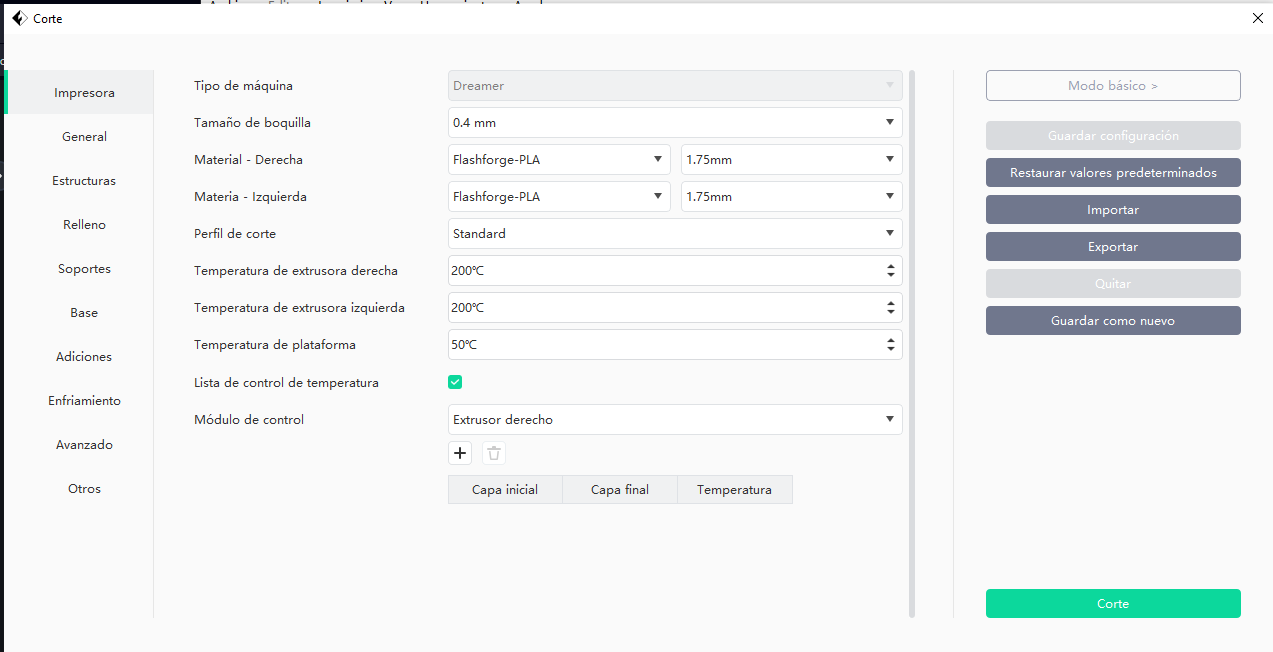 Corte
Impresora
General
Estructuras
Relleno
Soportes
Base
Adiciones
Enfriamiento
Avanzado
Otros
Tipo de máquina Dreamer
Tamaño de boquilla 0.4 mm
Material - Derecha Flashforge-PLA 1.75mm
Materia - Izquierda Flashforge-PLA 1.75mm
Perfil de corte Standard
Temperatura de extrusora derecha 200℃
Temperatura de extrusora izquierda 200℃
Temperatura de plataforma 50℃
Lista de control de temperatura
Módulo de control Extrusor derecho
Capa inicial Capa final Temperatura
Modo básico >
Guardar configuración
Restaurar valores predeterminados
Importar
Exportar
Quitar
Guardar como nuevo
Corte